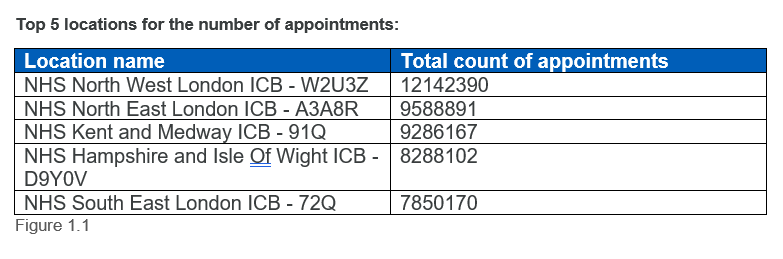 Top 5 locations for the number of appointments:
Location name Total count of appointments
NHS North West London ICB - W2U3Z 12142390
NHS North East London ICB - A3A8R 9588891
NHS Kent and Medway ICB - 91Q 9286167
NHS Hampshire and Isle Of Wight ICB - 8288102
D9Y0V
NHS South East London ICB - 72Q 7850170
Figure 1.1